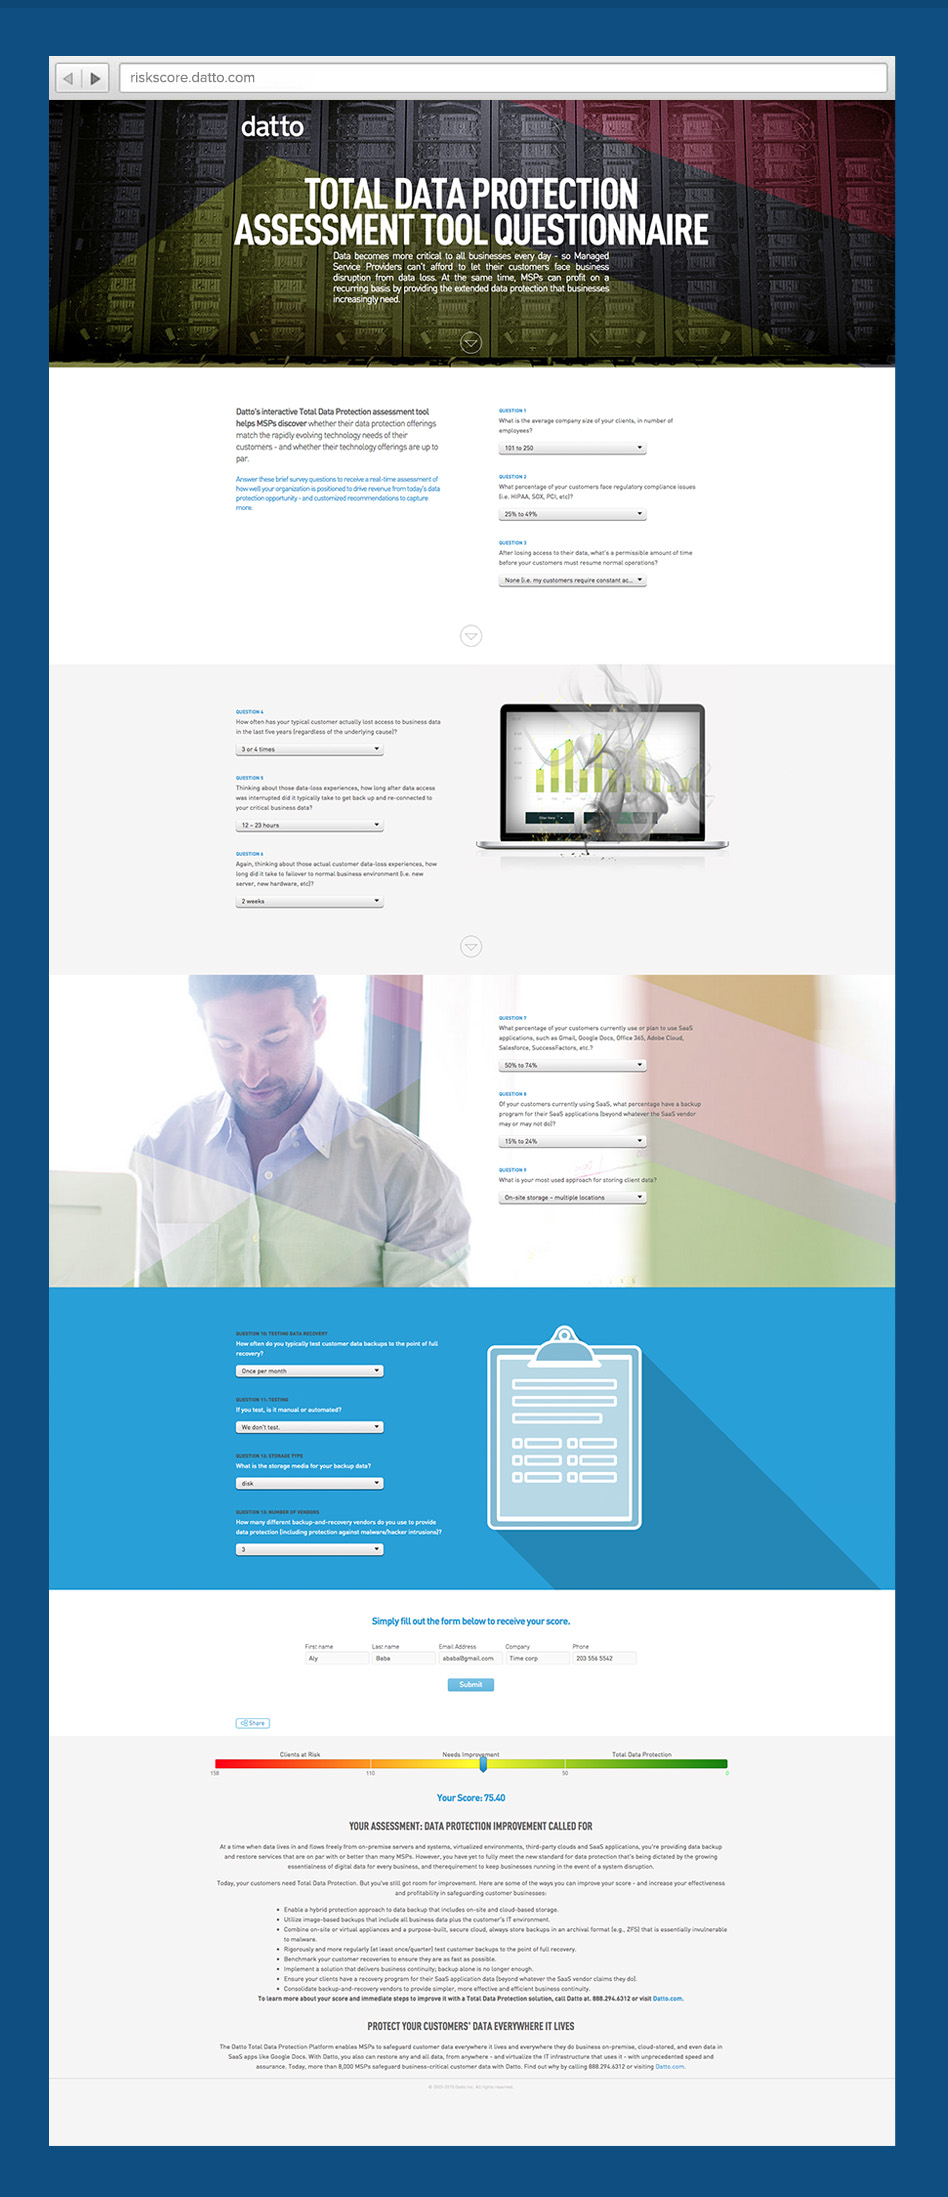 riskscore.datto.com
datto
TOTAL DATA PROTECTION
ASSESSMENT TOOL QUESTIONNAIRE
Data becomes more critical to all businesses every day - so Managed
Service Providers can't afford to let their customers face business
disruption from data loss. At the same time, MSPs can profit on a
recurring basis by providing the extended data protection that businesses
increasingly need.
Datto's interactive Total Data Protection assessment tool
helps MSPs discover whether their data protection offerings
match the rapidly evolving technology needs of their
customers - and whether their technology offerings are up to
par.
Answer these brief survey questions to receive a real-time assessment of
how well your organization is positioned to drive revenue from today's data
protection opportunity - and customized recommendations to capture
more.
QUESTION 1
What is the average company size of your clients, in number of
employees?
101 to 250
QUESTION 2
What percentage of your customers face regulatory compliance issues
(i.e. HIPAA, SOX, PCI, etc)?
25% to 49%
QUESTION 3
After losing access to their data, what's a permissible amount of time
before your customers must resume normal operations?
None (i.e. my customers require constant ac...
QUESTION 4
How often has your typical customer actually lost access to business data
in the last five years (regardless of the underlying cause)?
3 or 4 times
QUESTION 5
Thinking about those data-loss experiences, how long after data access
was interrupted did it typically take to get back up and re-connected to
your critical business data?
12 – 23 hours
QUESTION 6
Again, thinking about those actual customer data-loss experiences, how
long did it take to failover to normal business environment (i.e. new
server, new hardware, etc)?
2 weeks
QUESTION 7
What percentage of your customers currently use or plan to use SaaS
applications, such as Gmail, Google Docs, Office 365, Adobe Cloud,
Salesforce, SuccessFactors, etc.?
50% to 74%
QUESTION 8
Of your customers currently using SaaS, what percentage have a backup
program for their SaaS applications (beyond whatever the SaaS vendor
may or may not do)?
15% to 24%
QUESTION 9
What is your most used approach for storing client data?
On-site storage – multiple locations
QUESTION 10: TESTING DATA RECOVERY
How often do you typically test customer data backups to the point of full
recovery?
Once per month
QUESTION 11: TESTING
If you test, is it manual or automated?
We don't test.
QUESTION 12: STORAGE TYPE
What is the storage media for your backup data?
disk
QUESTION 13: NUMBER OF VENDORS
How many different backup-and-recovery vendors do you use to provide
data protection (including protection against malware/hacker intrusions)?
3
Simply fill out the form below to receive your score.
First name Last name Email Address Company Phone
Aly Baba ababa@gmail.com Time corp 203 556 5542
Submit
Share
Clients at Risk Needs Improvement Total Data Protection
158 110 50 0
Your Score: 75.40
YOUR ASSESSMENT: DATA PROTECTION IMPROVEMENT CALLED FOR
At a time when data lives in and flows freely from on-premise servers and systems, virtualized environments, third-party clouds and SaaS applications, you're providing data backup
and restore services that are on par with or better than many MSPs. However, you have yet to fully meet the new standard for data protection that's being dictated by the growing
essentialness of digital data for every business, and therequirement to keep businesses running in the event of a system disruption.
Today, your customers need Total Data Protection. But you've still got room for improvement. Here are some of the ways you can improve your score - and increase your effectiveness
and profitability in safeguarding customer businesses:
• Enable a hybrid protection approach to data backup that includes on-site and cloud-based storage.
• Utilize image-based backups that include all business data plus the customer's IT environment.
• Combine on-site or virtual appliances and a purpose-built, secure cloud, always store backups in an archival format (e.g., ZFS) that is essentially invulnerable
to malware.
• Rigorously and more regularly (at least once/quarter) test customer backups to the point of full recovery.
• Benchmark your customer recoveries to ensure they are as fast as possible.
• Implement a solution that delivers business continuity; backup alone is no longer enough.
• Ensure your clients have a recovery program for their SaaS application data (beyond whatever the SaaS vendor claims they do).
• Consolidate backup-and-recovery vendors to provide simpler, more effective and efficient business continuity.
To learn more about your score and immediate steps to improve it with a Total Data Protection solution, call Datto at. 888.294.6312 or visit Datto.com.
PROTECT YOUR CUSTOMERS' DATA EVERYWHERE IT LIVES
The Datto Total Data Protection Platform enables MSPs to safeguard customer data everywhere it lives and everywhere they do business on-premise, cloud-stored, and even data in
SaaS apps like Google Docs. With Datto, you also can restore any and all data, from anywhere - and virtualize the IT infrastructure that uses it - with unprecedented speed and
assurance. Today, more than 8,000 MSPs safeguard business-critical customer data with Datto. Find out why by calling 888.294.6312 or visiting Datto.com.
Datto Inc. All rights reserved.